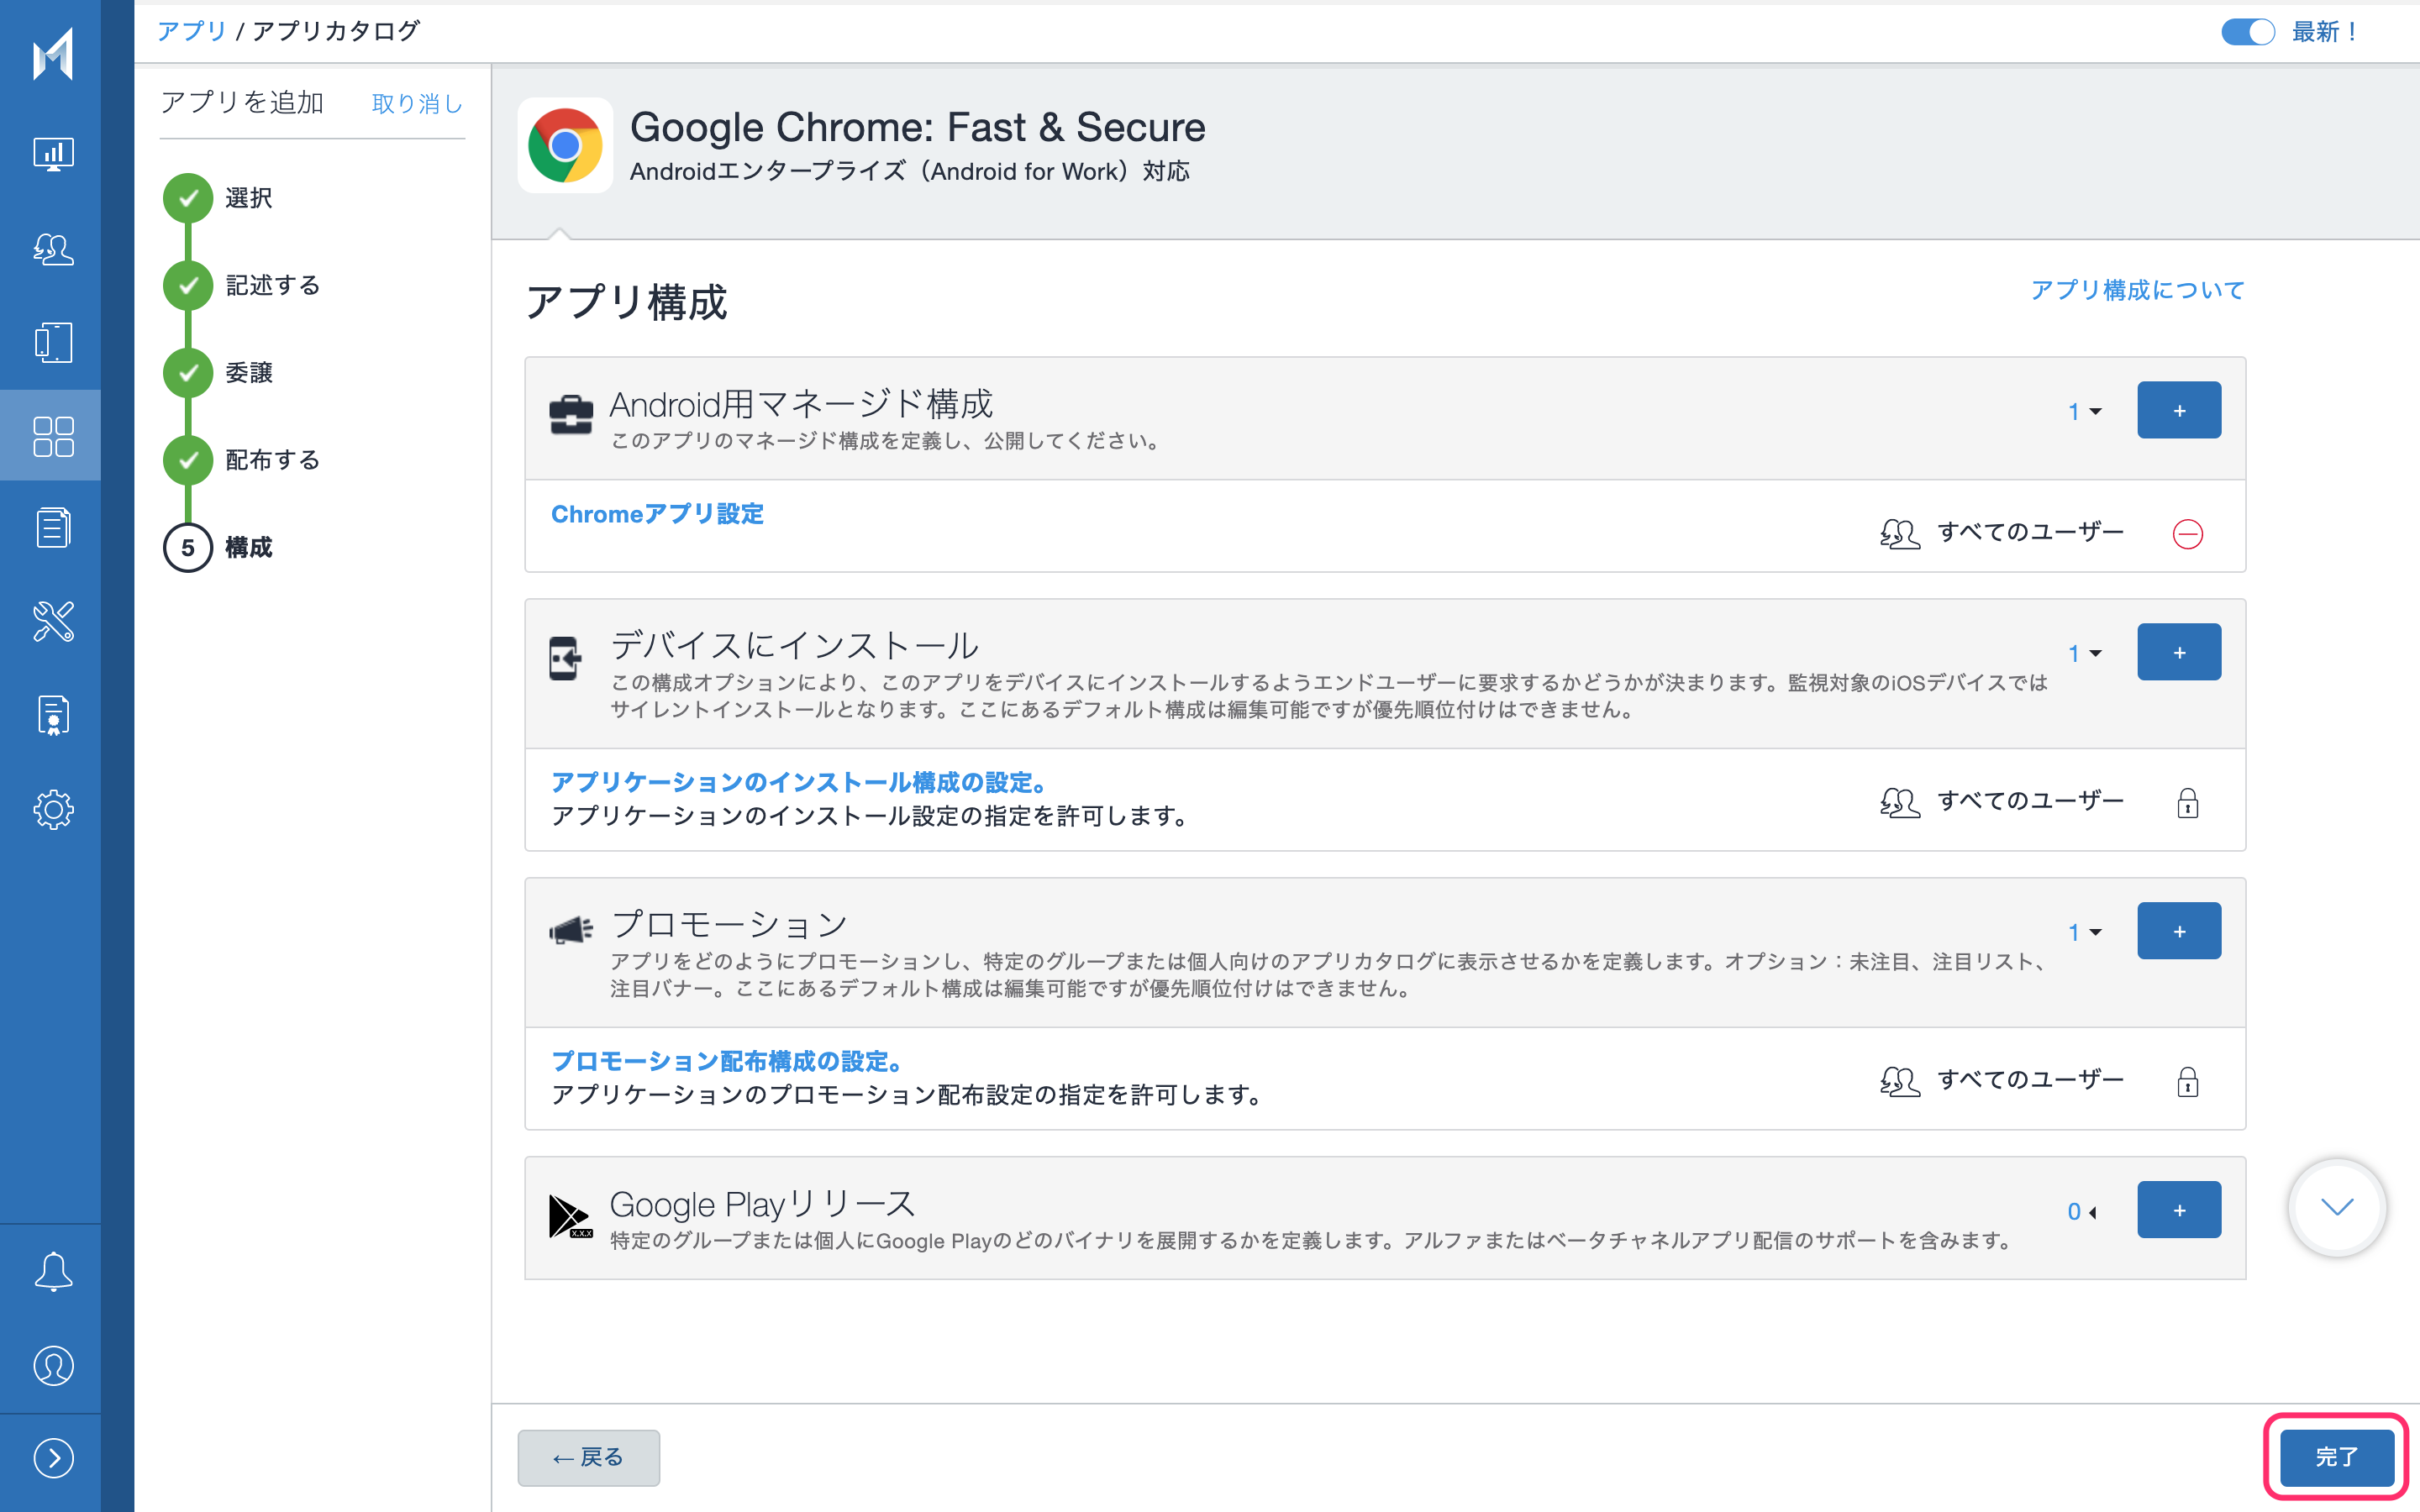 アプリ / アプリカタログ
最新！
アプリを追加
取り消し
選択
記述する
委譲
配布する
5 構成
Google Chrome: Fast & Secure
Androidエンタープライズ（Android for Work）対応
アプリ構成
アプリ構成について
Android用マネージド構成
このアプリのマネージド構成を定義し、公開してください。
1
+
Chromeアプリ設定
すべてのユーザー
デバイスにインストール
この構成オプションにより、このアプリをデバイスにインストールするようエンドユーザーに要求するかどうかが決まります。監視対象のiOSデバイスでは
サイレントインストールとなります。ここにあるデフォルト構成は編集可能ですが優先順位付けはできません。
1
+
アプリケーションのインストール構成の設定。
アプリケーションのインストール設定の指定を許可します。
すべてのユーザー
プロモーション
アプリをどのようにプロモーションし、特定のグループまたは個人向けのアプリカタログに表示させるかを定義します。オプション：未注目、注目リスト、
注目バナー。ここにあるデフォルト構成は編集可能ですが優先順位付けはできません。
1
+
プロモーション配布構成の設定。
アプリケーションのプロモーション配布設定の指定を許可します。
すべてのユーザー
X.X.X
Google Playリリース
特定のグループまたは個人にGoogle Playのどのバイナリを展開するかを定義します。アルファまたはベータチャネルアプリ配信のサポートを含みます。
0
+
←戻る
完了